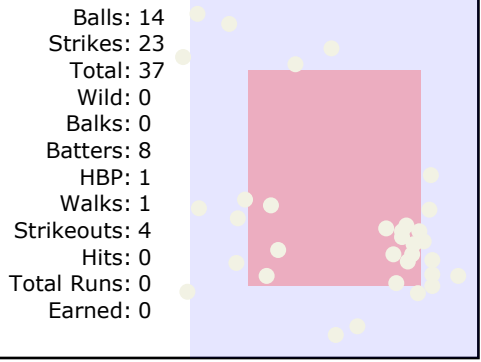 Balls: 14
Strikes: 23
Total: 37
Wild: 0
Balks: 0
Batters: 8
HBP: 1
Walks: 1
Strikeouts: 4
Hits: 0
Total Runs: 0
Earned: 0